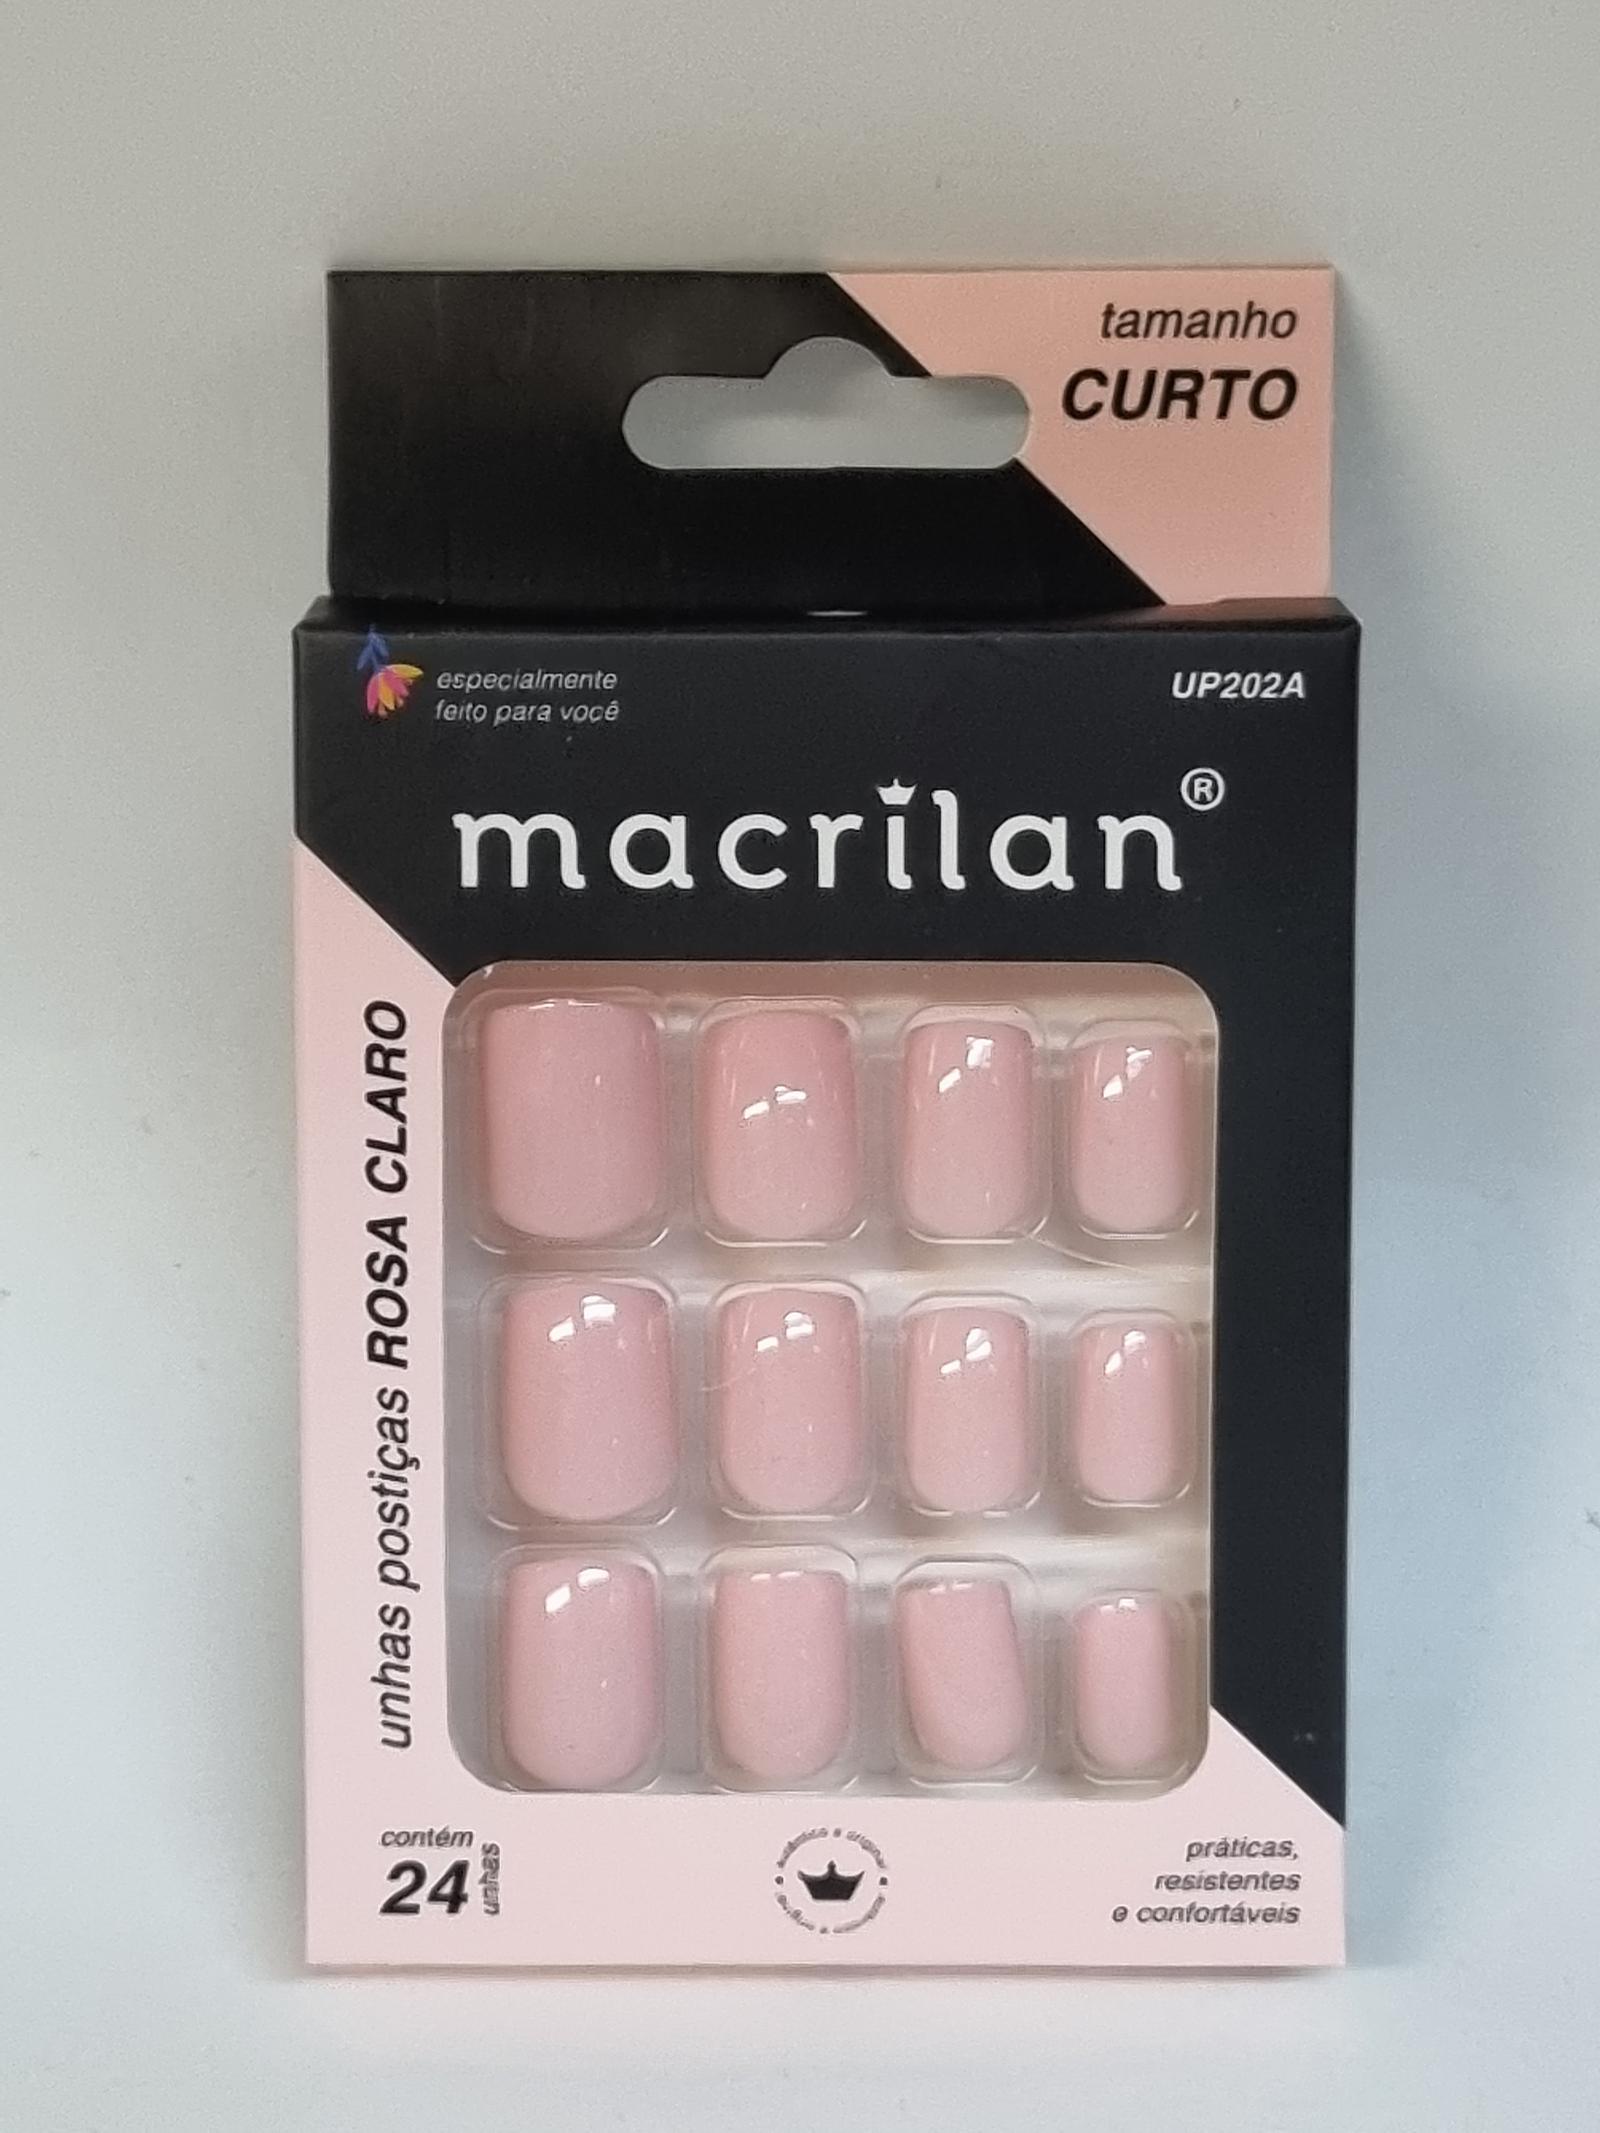 tamanho
CURTO
especialmente
feito para você
UP202A
macrilan®
unhas postiças ROSA CLARO
contém
24
unhas
práticas,
resistentes
e confortáveis